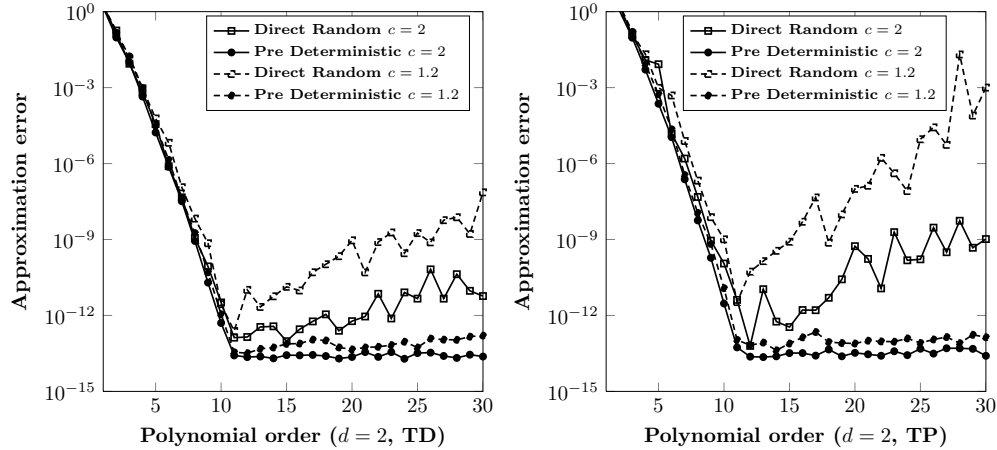 10^0
10^{-3}
10^{-6}
10^{-9}
10^{-12}
10^{-15}
Approximation error
5 10 15 20 25 30
Polynomial order (d = 2, TD)
Direct Random c = 2
Pre Deterministic c = 2
Direct Random c = 1.2
Pre Deterministic c = 1.2
10^0
10^{-3}
10^{-6}
10^{-9}
10^{-12}
10^{-15}
Approximation error
5 10 15 20 25 30
Polynomial order (d = 2, TP)
Direct Random c = 2
Pre Deterministic c = 2
Direct Random c = 1.2
Pre Deterministic c = 1.2